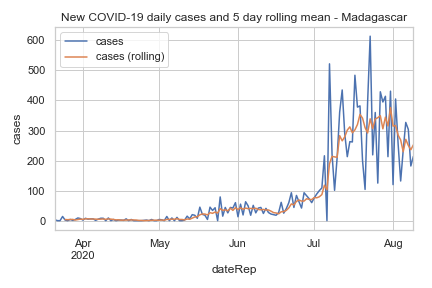 New COVID-19 daily cases and 5 day rolling mean - Madagascar
cases
cases (rolling)
600
500
400
300
200
100
0
cases
Apr
2020
May
Jun
Jul
Aug
dateRep